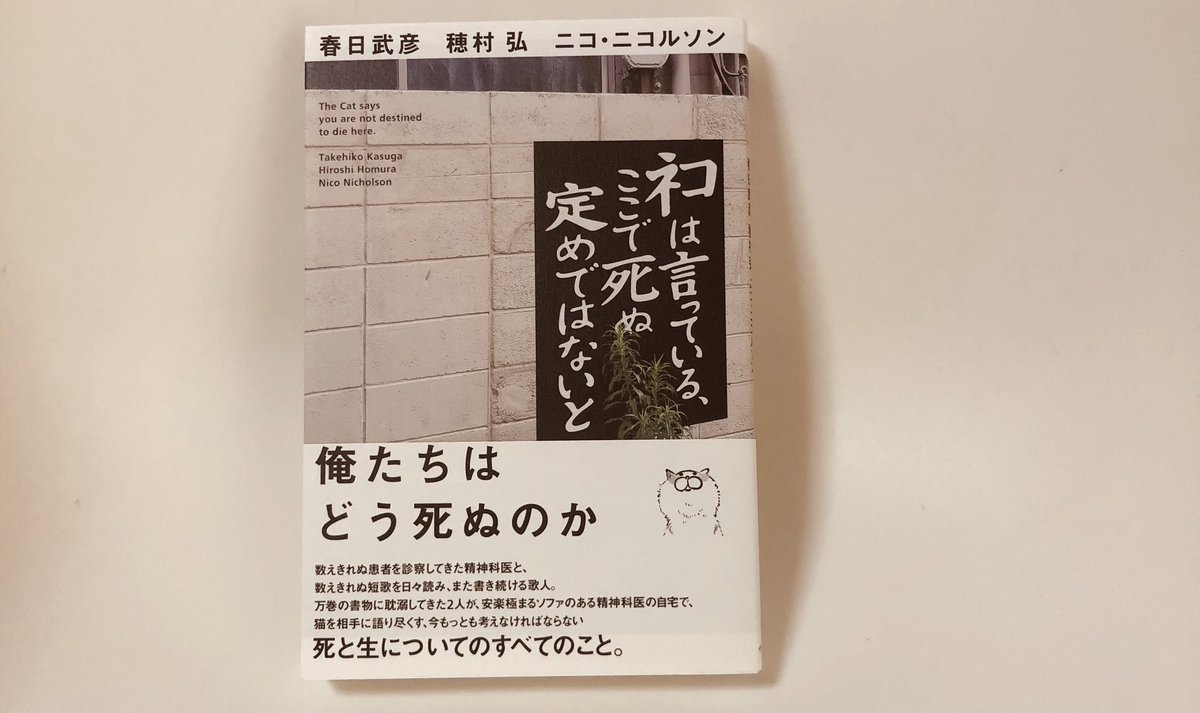 春日武彦 穂村 弘 ニコ・ニコルソン
The Cat says
you are not destined
to die here.
Takehiko Kasuga
Hiroshi Homura
Nico Nicholson
ネコは言っている、
ここで死ぬ
定めではないと
俺たちは
どう死ぬのか
数えきれぬ患者を診察してきた精神科医と、
数えきれぬ短歌を日々読み、また書き続ける歌人。
万巻の書物に耽溺してきた2人が、安楽極まるソファのある精神科医の自宅で、
猫を相手に語り尽くす、今もっとも考えなければならない
死と生についてのすべてのこと。